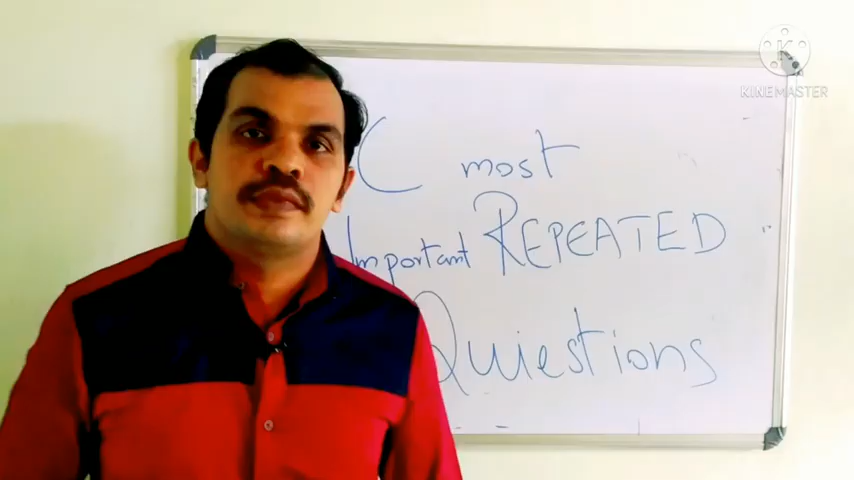 K
KINEMASTER
C most
Important REPEATED
Quiestions